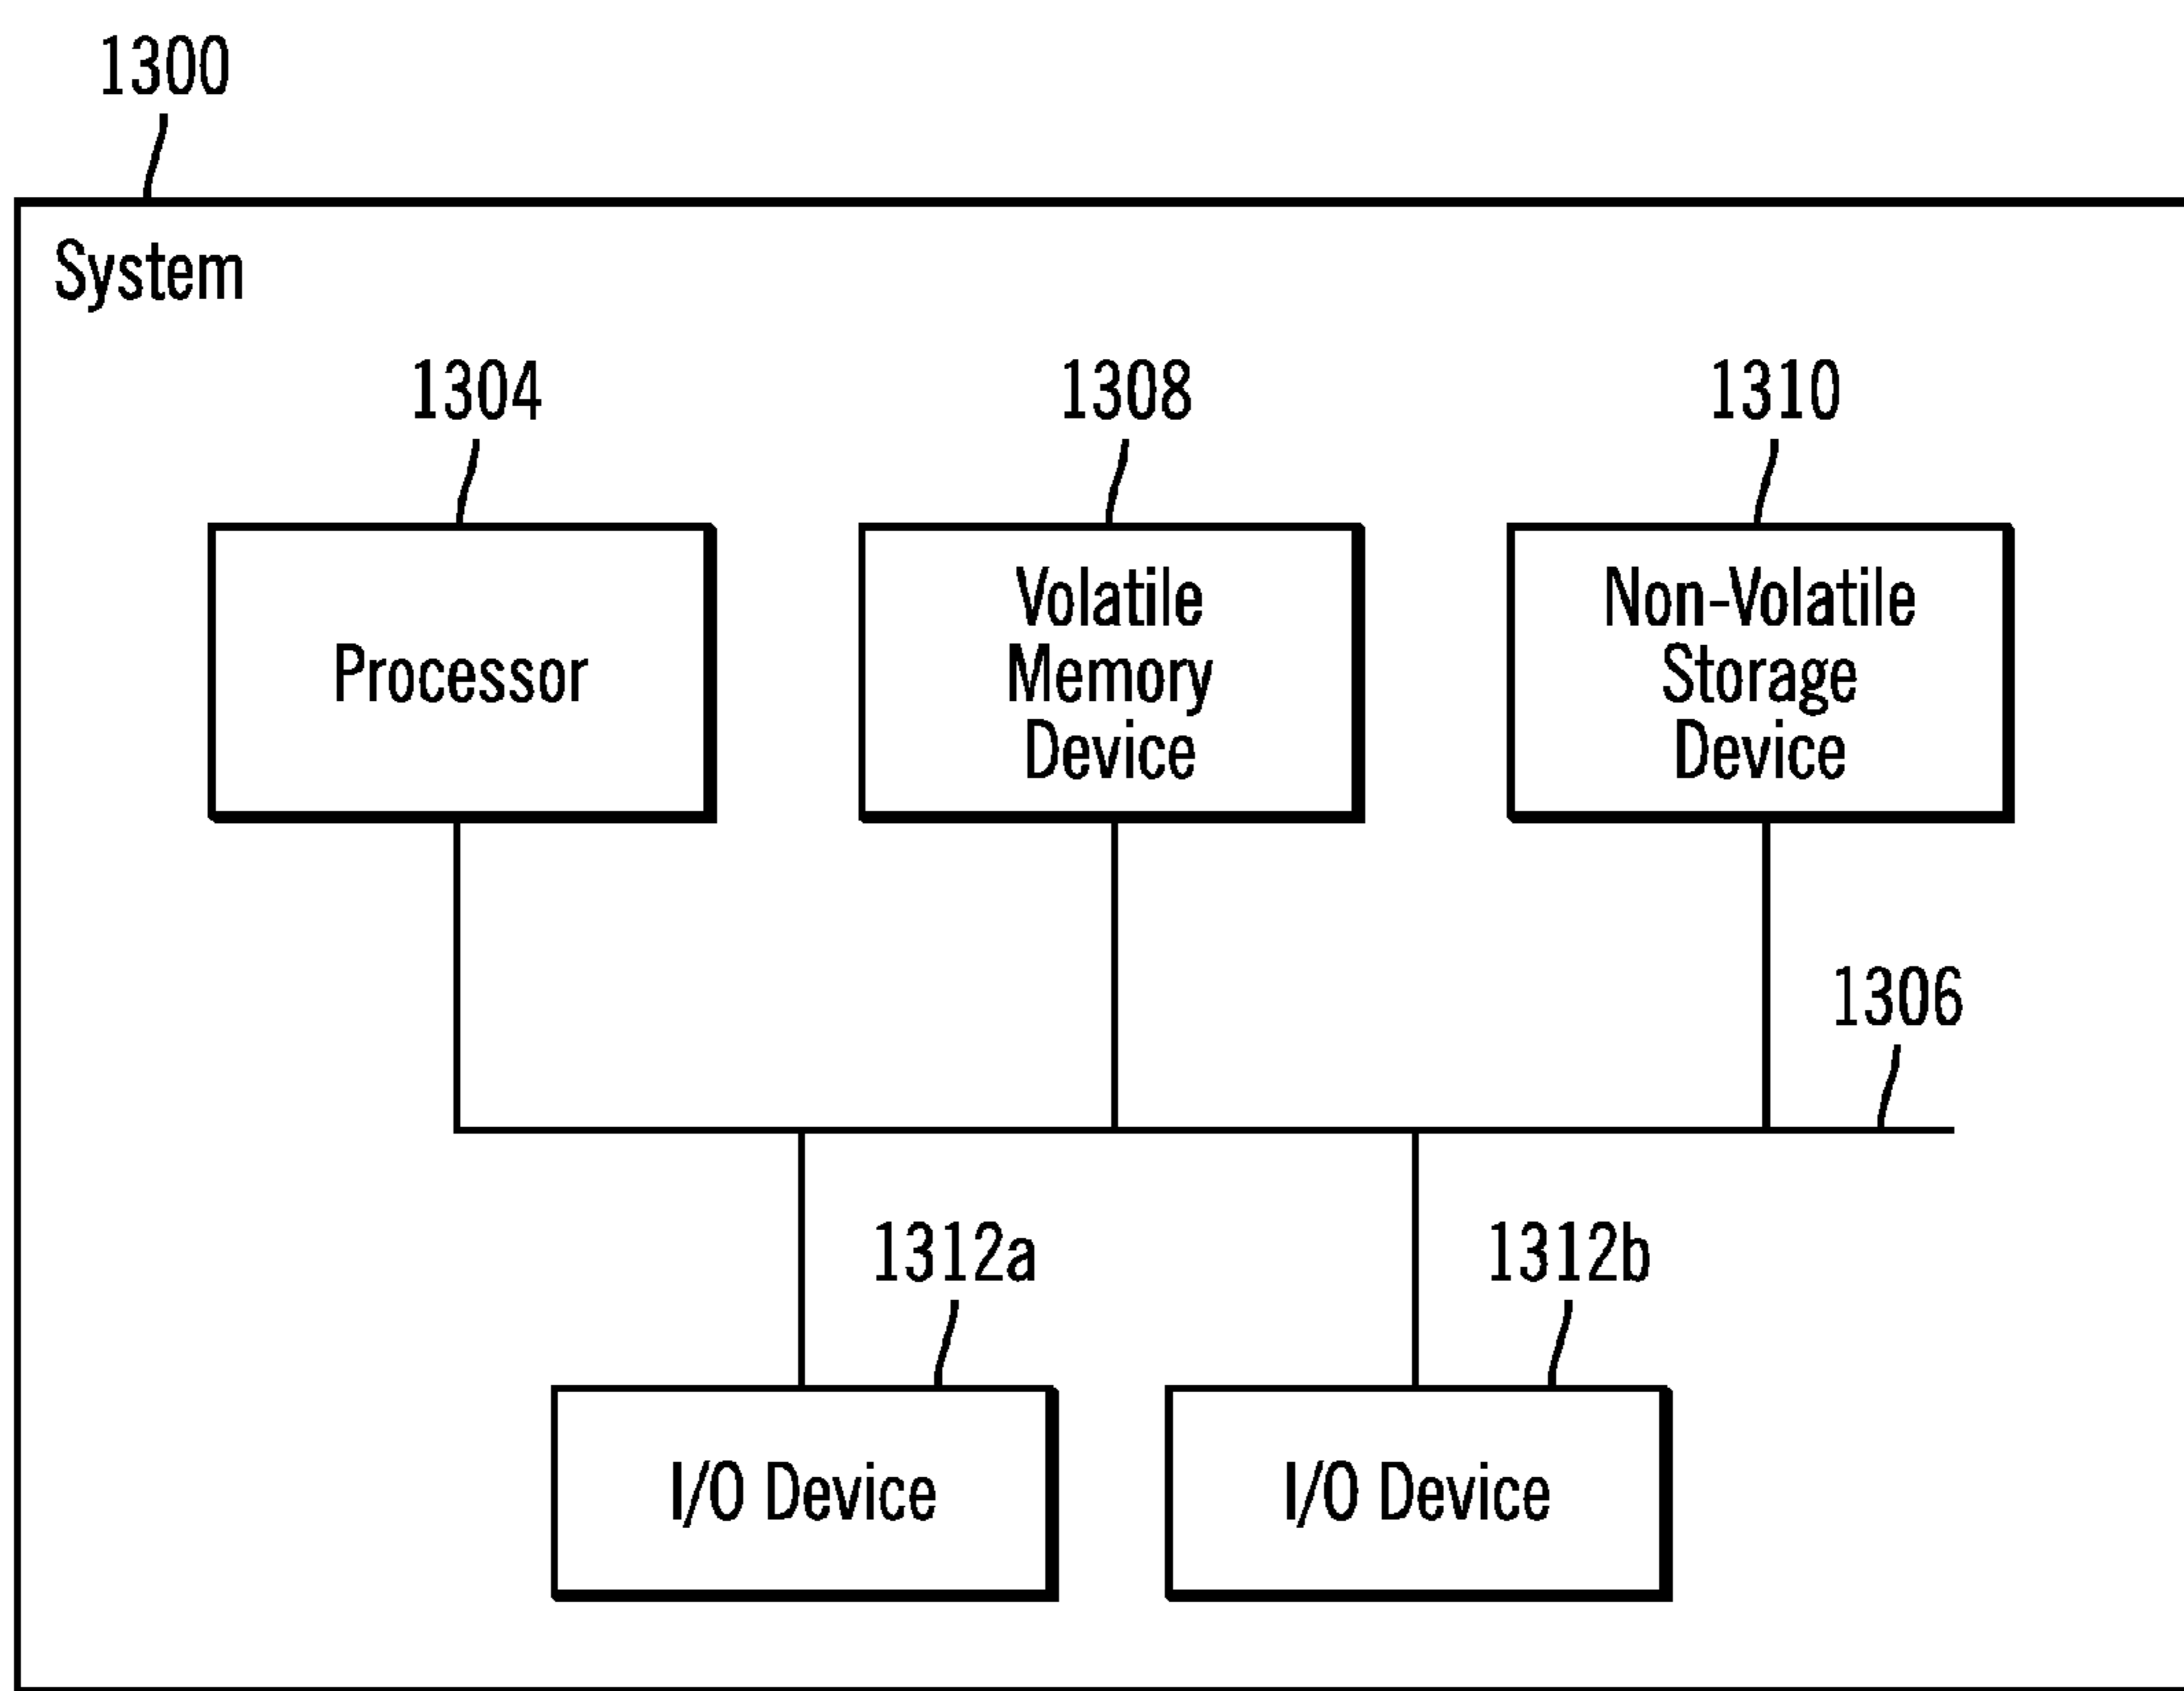 1300
System
1304
1308
1310
Processor
Volatile
Memory
Device
Non-Volatile
Storage
Device
1306
1312a
1312b
I/O Device
I/O Device